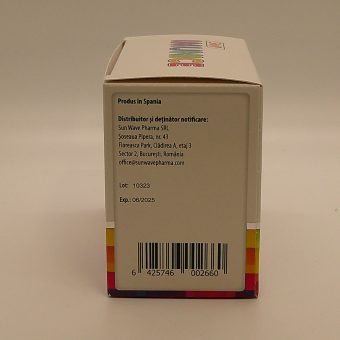 Produs în Spania
Distribuitor și deținător notificare:
Sun Wave Pharma SRL
Șoseaua Pipera, nr. 43
Floreasca Park, Clădirea A, etaj 3
Sector 2, București, România
office@sunwavepharma.com
Lot: 10323
Exp.: 06/2025
6 425746 002660